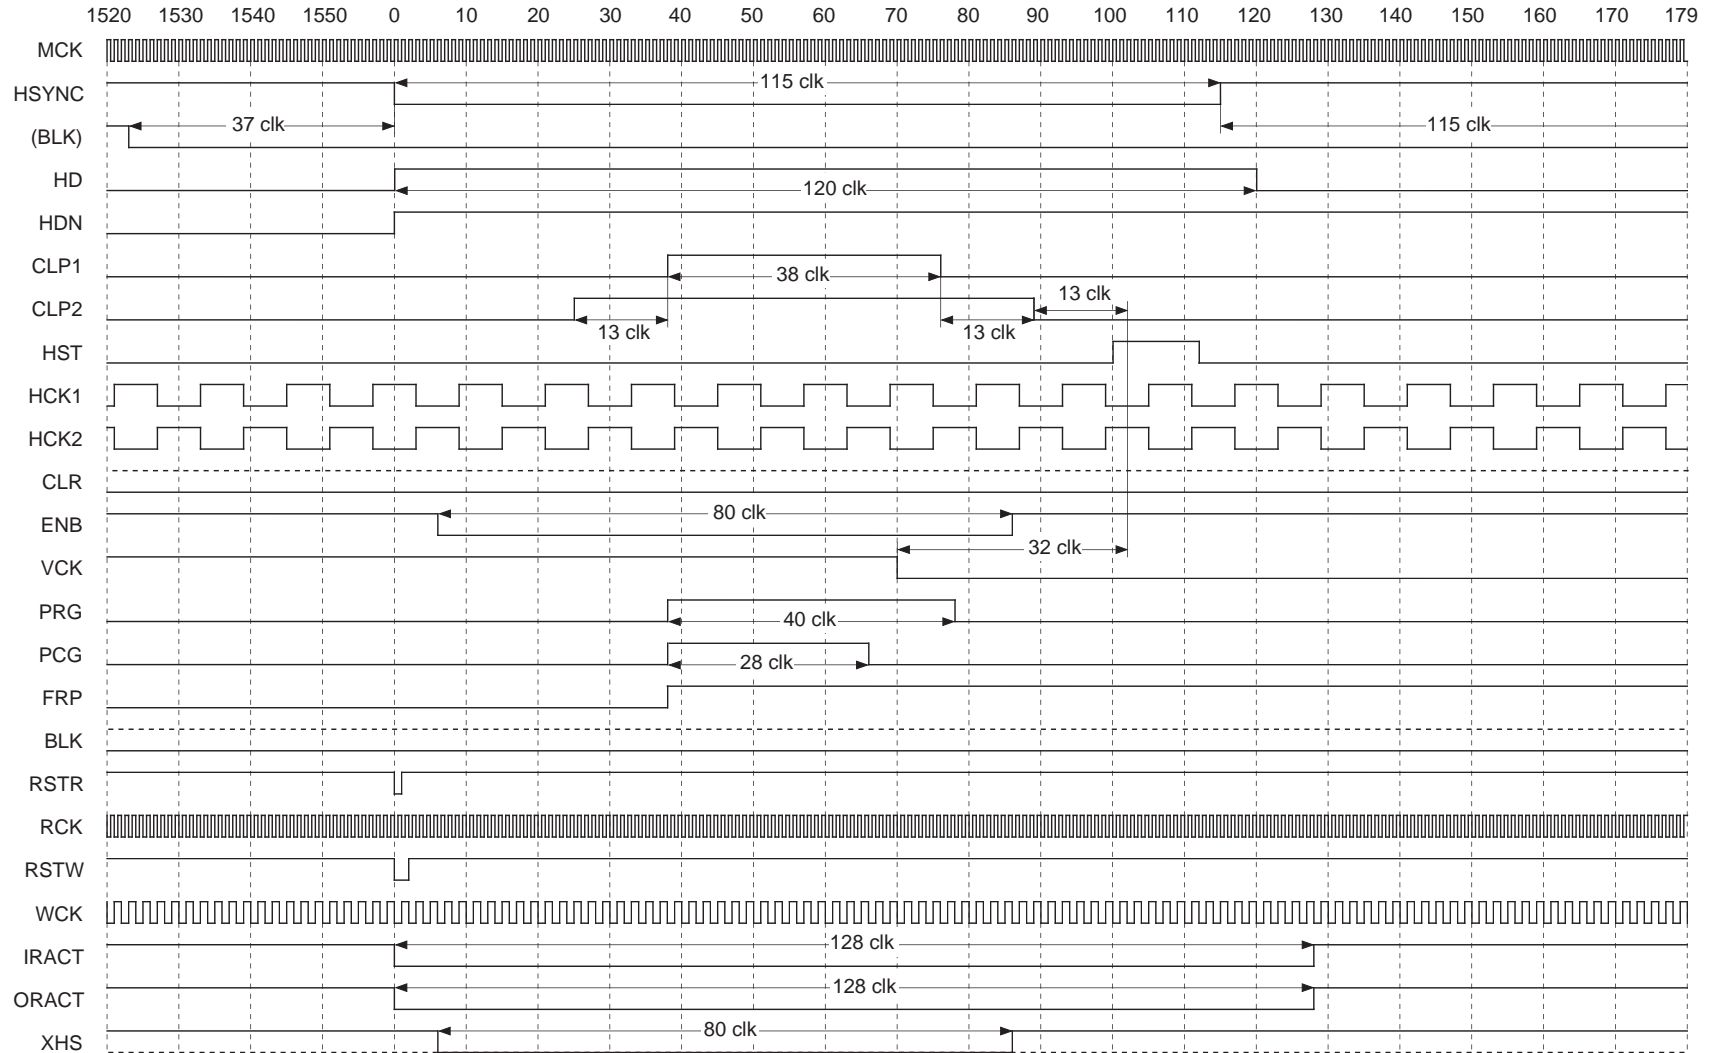 1520 1530 1540 1550 0 10 20 30 40 50 60 70 80 90 100 110 120 130 140 150 160 170 179
MCK
HSYNC 115 clk
(BLK) 37 clk 115 clk
HD 120 clk
HDN
CLP1 38 clk
13 clk
CLP2
13 clk 13 clk
HST
HCK1
HCK2
CLR
ENB 80 clk
32 clk
VCK
PRG 40 clk
PCG 28 clk
FRP
BLK
RSTR
RCK
RSTW
WCK
IRACT 128 clk
ORACT 128 clk
XHS 80 clk